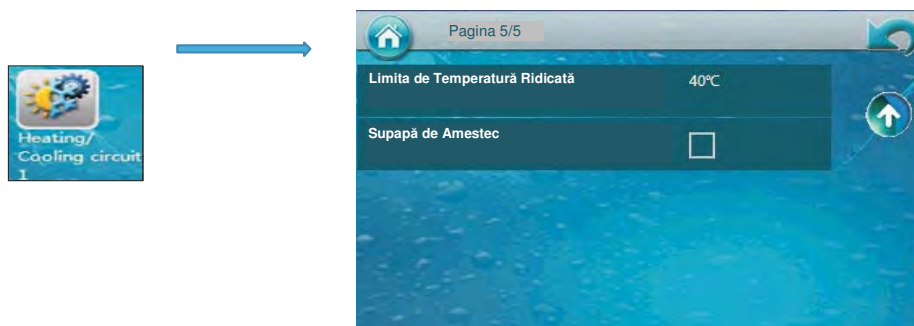 Heating/
Cooling circuit
1
Pagina 5/5
Limita de Temperatură Ridicată
40℃
Supapă de Amestec